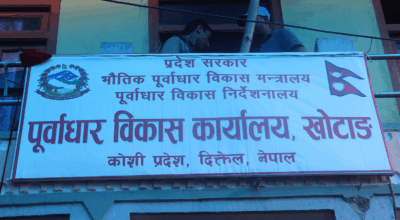 प्रदेश सरकार
भौतिक पूर्वाधार विकास मन्त्रालय
पूर्वाधार विकास निर्देशनालय
पूर्वाधार विकास कार्यालय, खोटाङ
कोशी प्रदेश, दिक्तेल, नेपाल